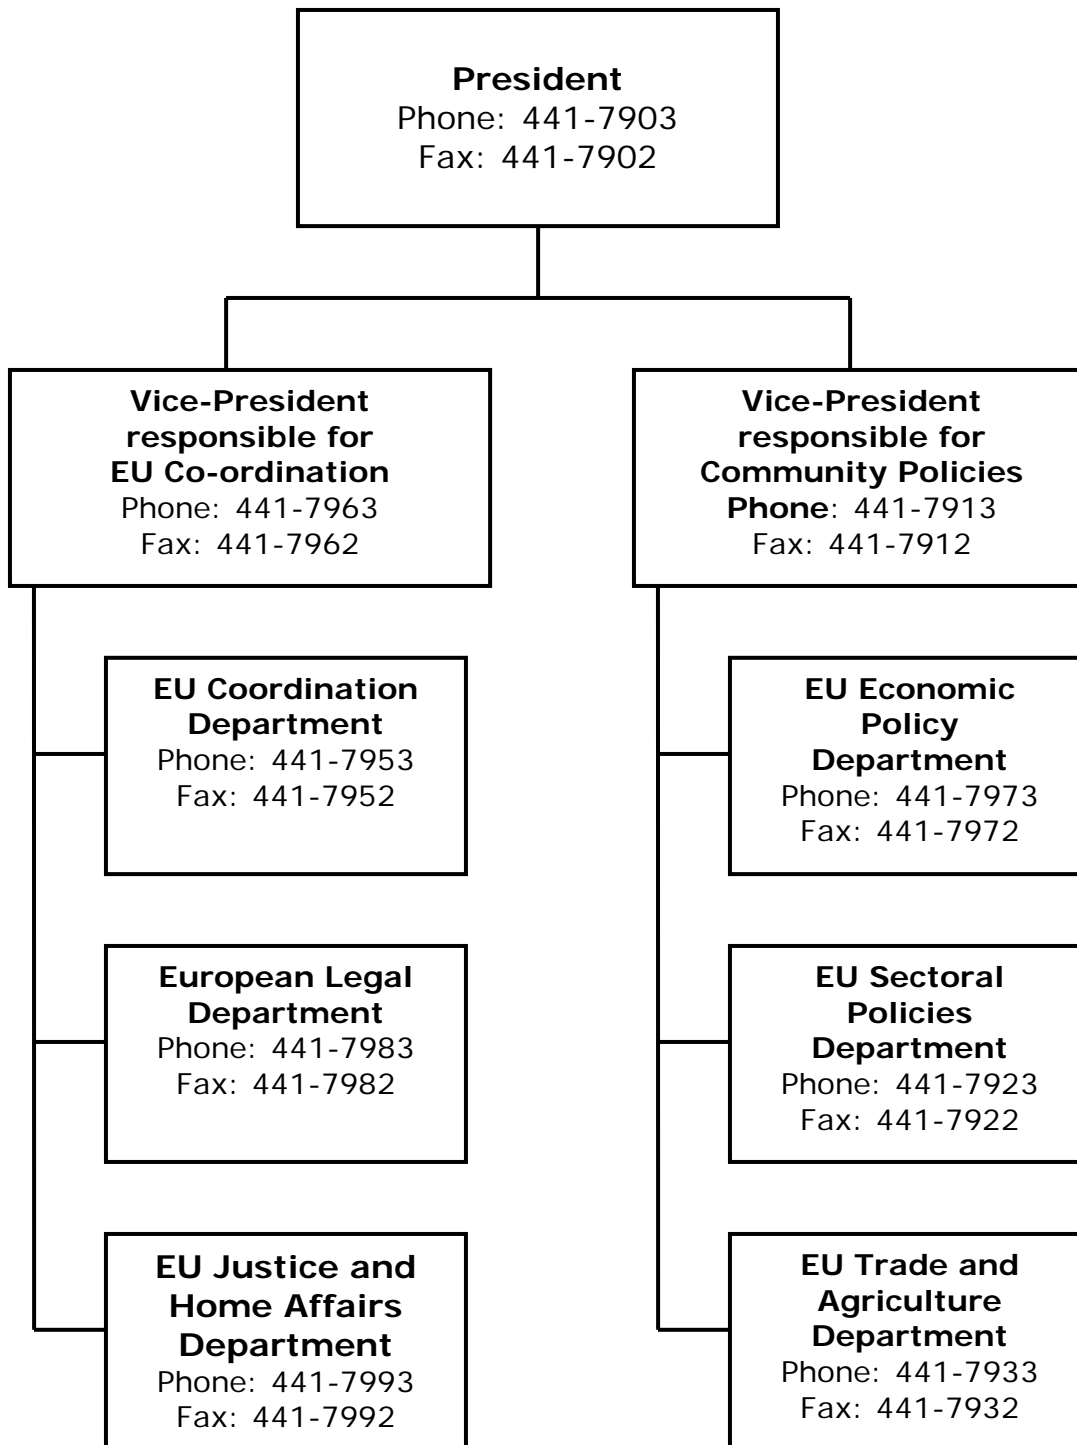 President
Phone: 441-7903
Fax: 441-7902
Vice-President
responsible for
EU Co-ordination
Phone: 441-7963
Fax: 441-7962
Vice-President
responsible for
Community Policies
Phone: 441-7913
Fax: 441-7912
EU Coordination
Department
Phone: 441-7953
Fax: 441-7952
EU Economic
Policy
Department
Phone: 441-7973
Fax: 441-7972
European Legal
Department
Phone: 441-7983
Fax: 441-7982
EU Sectoral
Policies
Department
Phone: 441-7923
Fax: 441-7922
EU Justice and
Home Affairs
Department
Phone: 441-7993
Fax: 441-7992
EU Trade and
Agriculture
Department
Phone: 441-7933
Fax: 441-7932